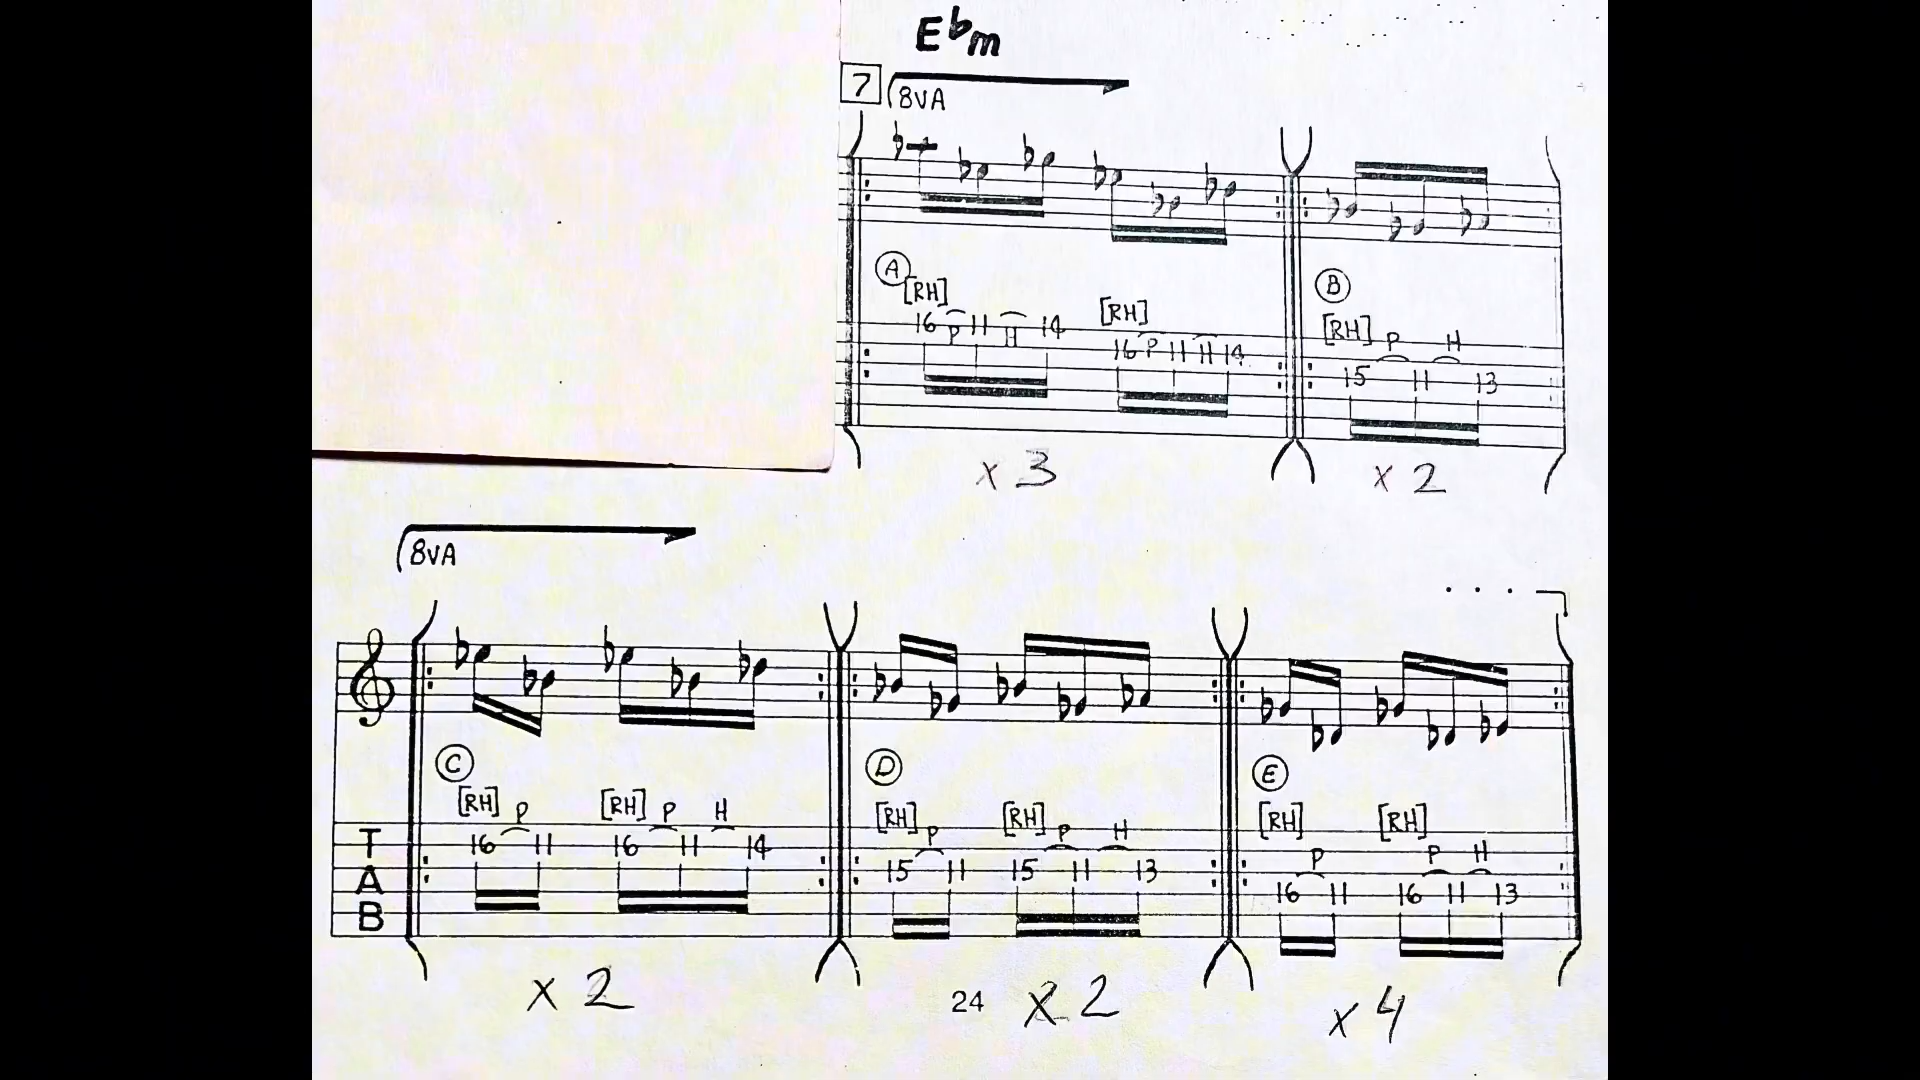 E♭m
7 8VA
A B
[RH] [RH] [RH] P H
16 P 11 H 14 16 P 11 H 14 15 11 13
x 3 x 2
8VA
C D E
[RH] P [RH] P H [RH] P [RH] P H [RH] P [RH] P H
T 16 11 16 11 14 15 11 15 11 13 16 11 16 11 13
A
B
x 2 24 x 2 x 4